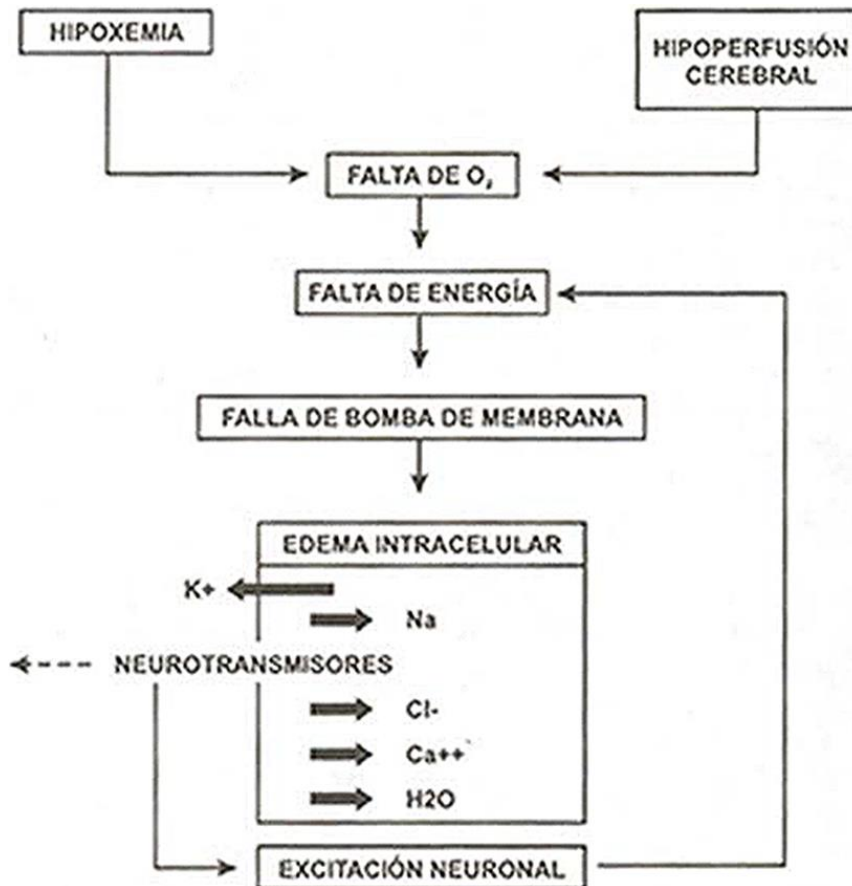 HIPOXEMIA
HIPOPERFUSIÓN
CEREBRAL
FALTA DE O₂
FALTA DE ENERGÍA
FALLA DE BOMBA DE MEMBRANA
EDEMA INTRACELULAR
K+
Na
NEUROTRANSMISORES
Cl-
Ca++
H2O
EXCITACIÓN NEURONAL